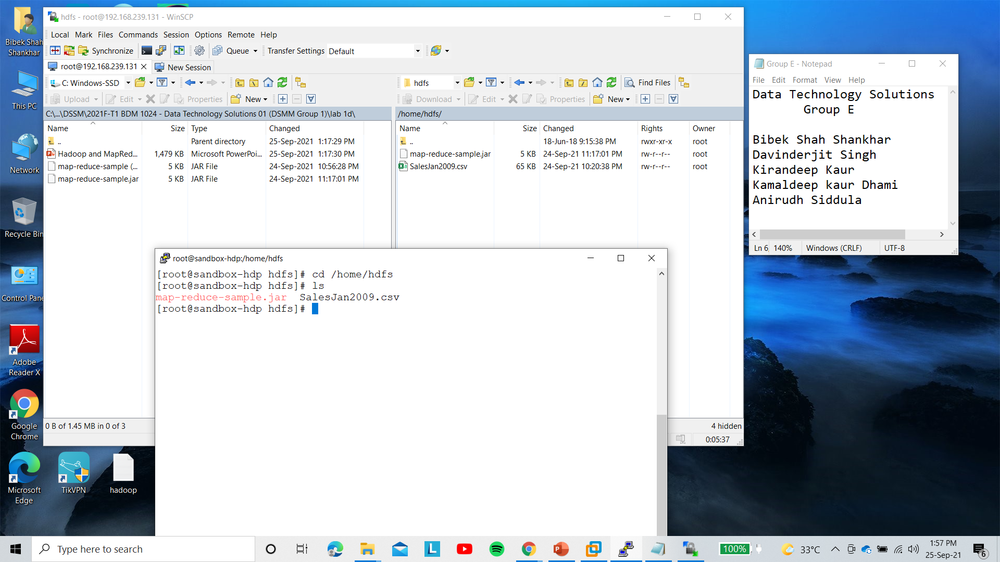 Bibek Shah
Shankhar
This PC
Network
Recycle Bin
Control Pane
Adobe
Reader X
Google
Chrome
Microsoft
Edge
TikVPN
hadoop
hdfs - root@192.168.239.131 - WinSCP
Local Mark Files Commands Session Options Remote Help
Synchronize Queue Transfer Settings Default
root@192.168.239.131 New Session
C: Windows-SSD
Upload Edit Properties New
C:\...\DSSM\2021F-T1 BDM 1024 - Data Technology Solutions 01 (DSMM Group 1)\lab 1d\
Name Size Type Changed
.. Parent directory 25-Sep-2021 1:17:29 PM
Hadoop and MapRed... 1,479 KB Microsoft PowerPoi... 25-Sep-2021 1:17:30 PM
map-reduce-sample (... 5 KB JAR File 24-Sep-2021 10:56:28 PM
map-reduce-sample.jar 5 KB JAR File 24-Sep-2021 11:17:01 PM
0 B of 1.45 MB in 0 of 3
hdfs Find Files
Download Edit Properties New
/home/hdfs/
Name Size Changed Rights Owner
.. 18-Jun-18 9:15:38 PM rwxr-xr-x root
map-reduce-sample.jar 5 KB 24-Sep-21 11:17:01 PM rw-r--r-- root
SalesJan2009.csv 65 KB 24-Sep-21 10:20:38 PM rw-r--r-- root
4 hidden
0:05:37
root@sandbox-hdp:/home/hdfs
[root@sandbox-hdp hdfs]# cd /home/hdfs
[root@sandbox-hdp hdfs]# ls
map-reduce-sample.jar SalesJan2009.csv
[root@sandbox-hdp hdfs]#
Group E - Notepad
File Edit Format View Help
Data Technology Solutions
Group E
Bibek Shah Shankhar
Davinderjit Singh
Kirandeep Kaur
Kamaldeep kaur Dhami
Anirudh Siddula
Ln 6, 140% Windows (CRLF) UTF-8
Type here to search
L
P
100%
33°C
1:57 PM
25-Sep-21
6